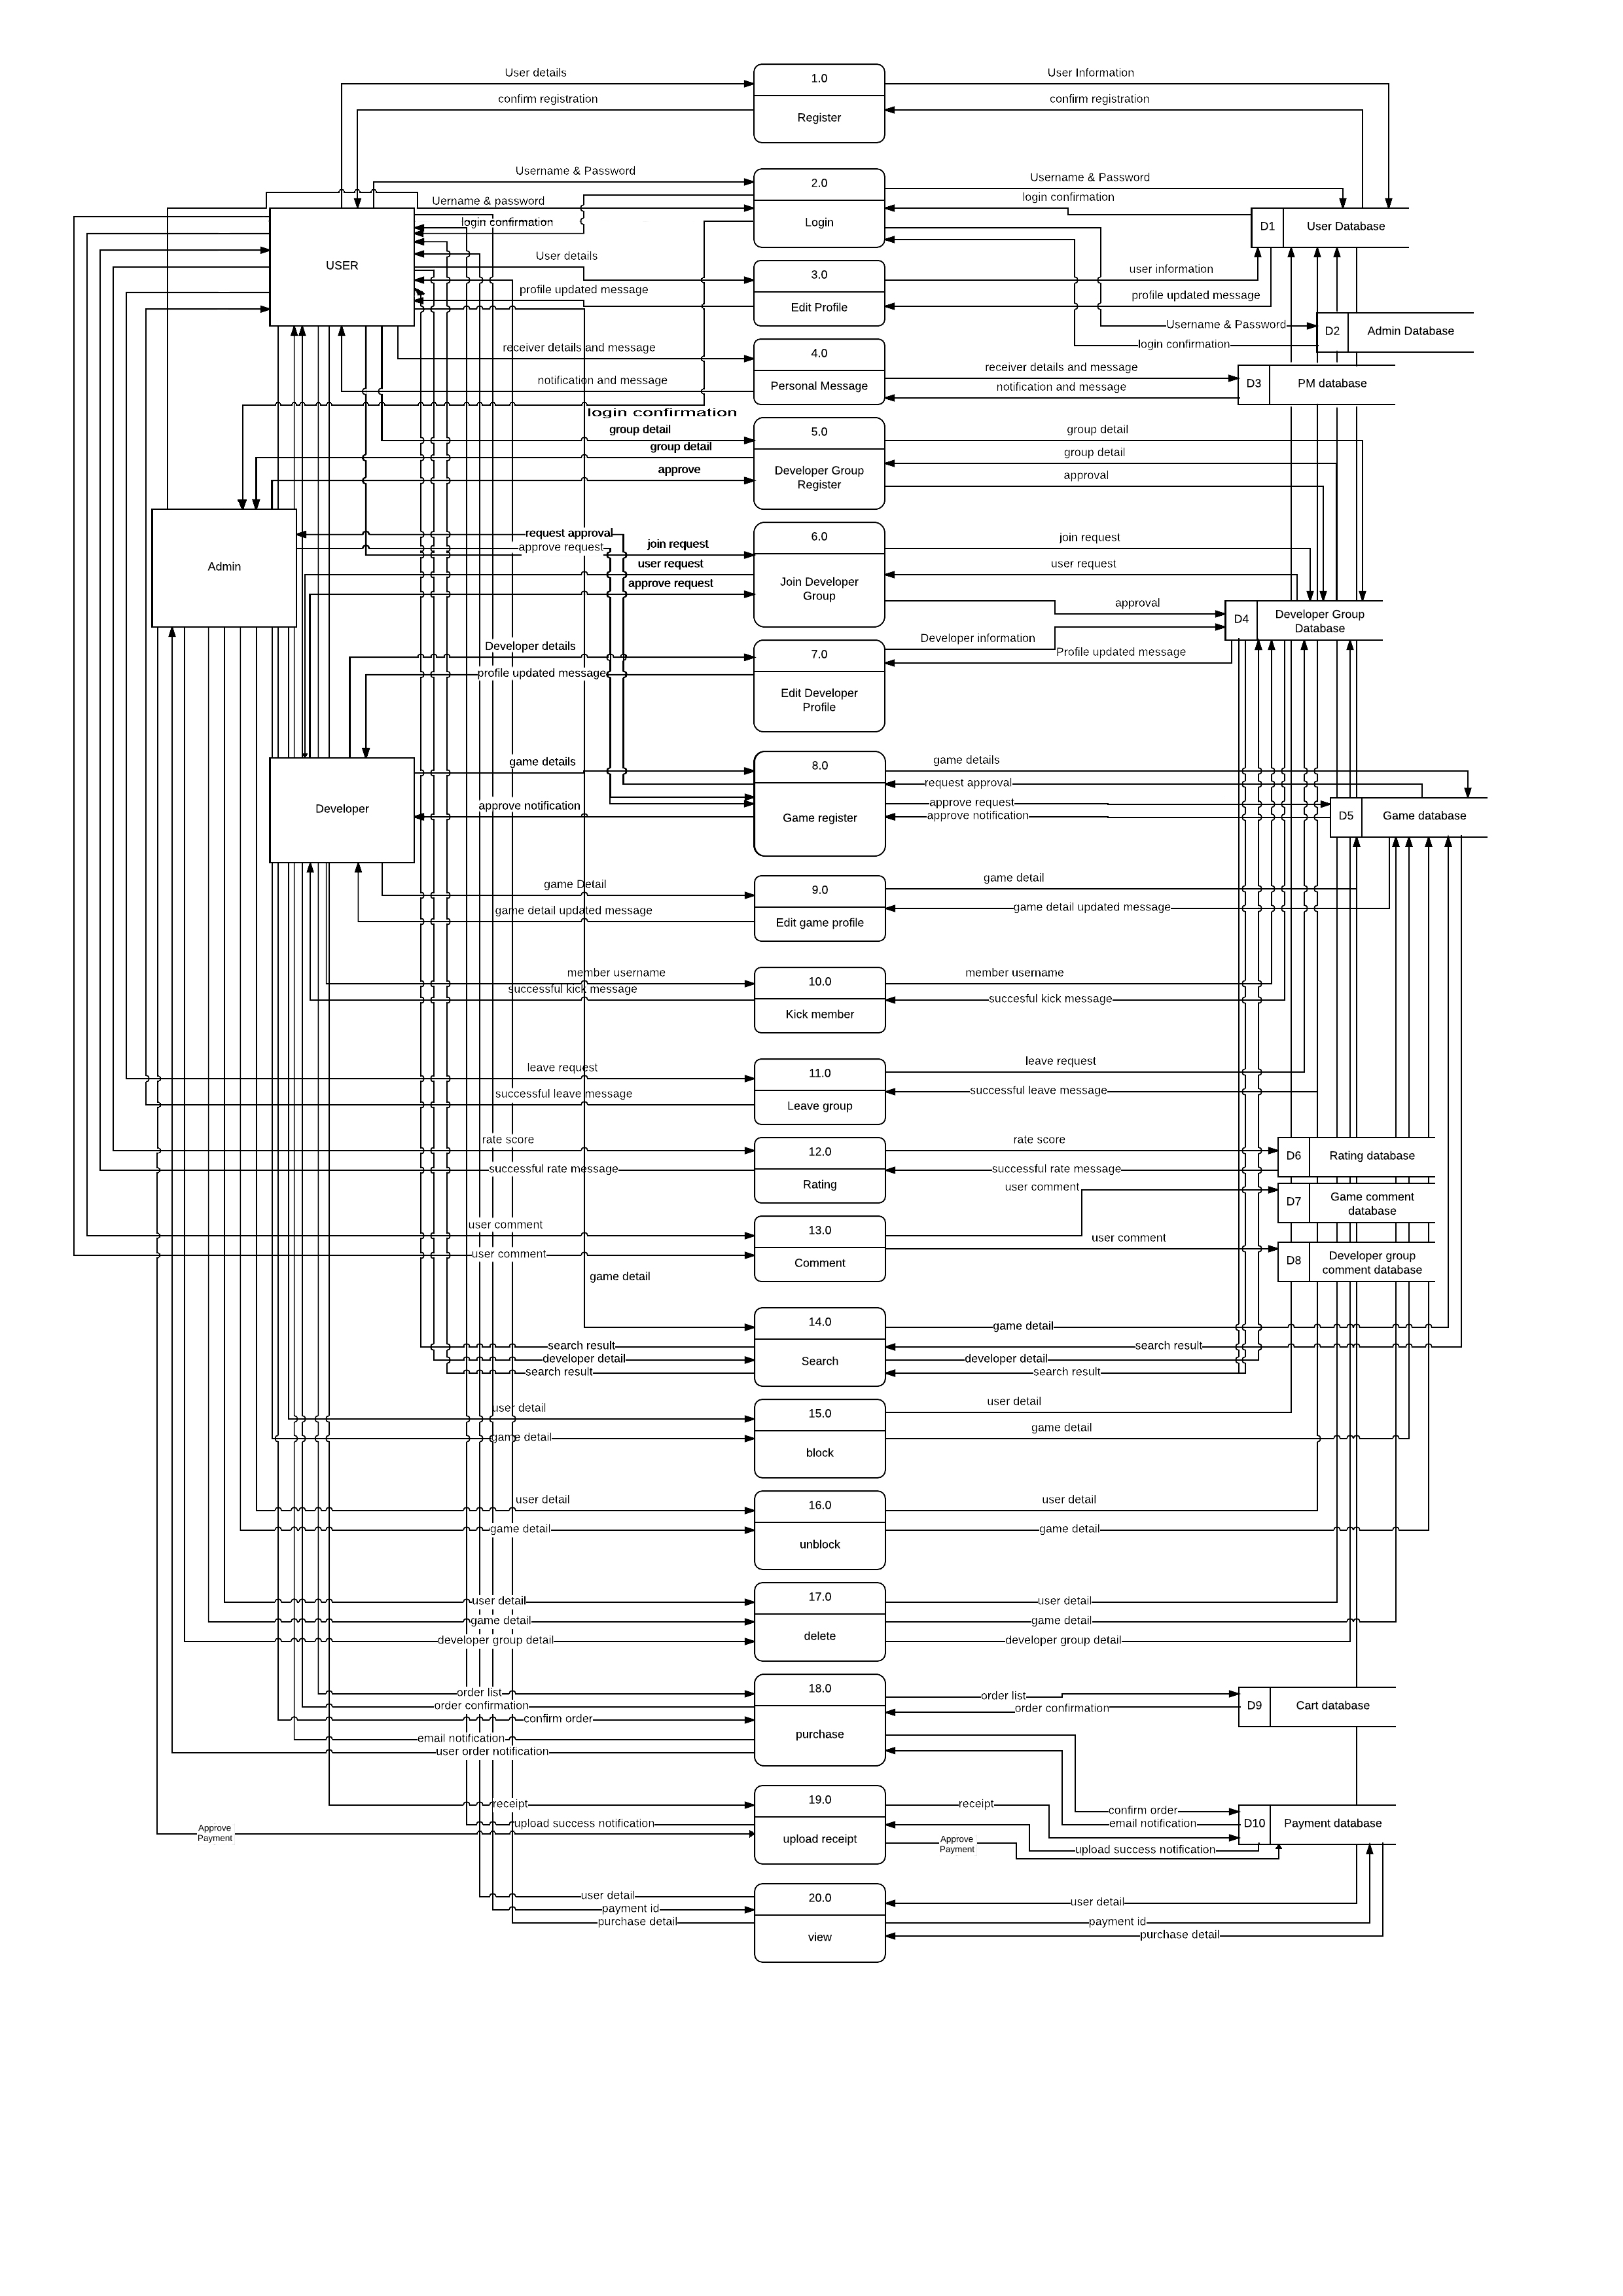 User details
User Information
1.0
confirm registration
confirm registration
Register
Username & Password
Username & Password
2.0
Uername & password
login confirmation
login confirmation
Login
D1
User Database
USER
User details
user information
3.0
profile updated message
profile updated message
Edit Profile
Username & Password
D2
Admin Database
login confirmation
receiver details and message
4.0
receiver details and message
notification and message
Personal Message
notification and message
D3
PM database
login confirmation
group detail
5.0
group detail
group detail
group detail
approve
Developer Group
Register
approval
request approval
approve request
join request
6.0
join request
Admin
user request
user request
approve request
Join Developer
Group
approval
D4
Developer Group
Database
Developer details
7.0
Developer information
Profile updated message
profile updated message
Edit Developer
Profile
game details
8.0
game details
request approval
Developer
approve notification
Game register
approve request
approve notification
D5
Game database
game Detail
9.0
game detail
game detail updated message
Edit game profile
game detail updated message
member username
10.0
member username
successful kick message
Kick member
succesful kick message
leave request
11.0
leave request
successful leave message
Leave group
successful leave message
rate score
12.0
rate score
D6
Rating database
successful rate message
Rating
successful rate message
user comment
D7
Game comment
database
user comment
13.0
user comment
user comment
Comment
D8
Developer group
comment database
game detail
14.0
game detail
search result
search result
developer detail
Search
developer detail
search result
search result
user detail
15.0
user detail
game detail
block
game detail
user detail
16.0
user detail
game detail
unblock
game detail
user detail
17.0
user detail
game detail
game detail
developer group detail
delete
developer group detail
order list
18.0
order list
order confirmation
order confirmation
D9
Cart database
confirm order
purchase
email notification
user order notification
receipt
19.0
receipt
confirm order
email notification
D10
Payment database
upload success notification
Approve
Payment
upload receipt
Approve
Payment
upload success notification
user detail
20.0
user detail
payment id
payment id
purchase detail
view
purchase detail